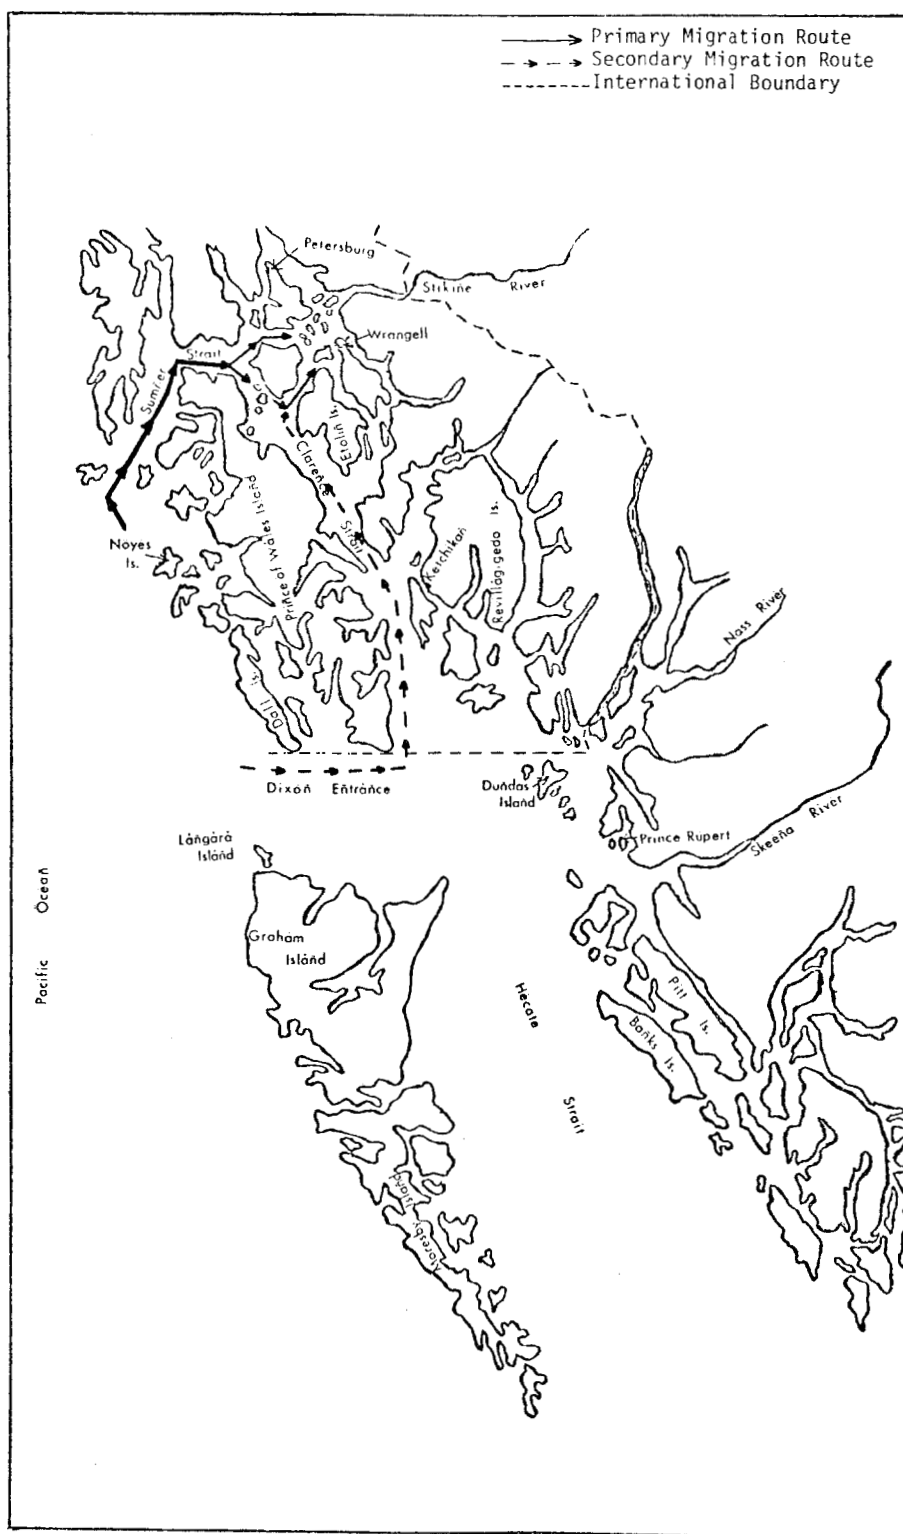 Primary Migration Route
Secondary Migration Route
International Boundary
Petersburg
Stikine River
Wrangell
Sumner Strait
Etolin Is.
Clarence Strait
Prince of Wales Island
Noyes
Is.
Ketchikan
Revillagigedo Is.
Nass River
Dall Is.
Dixon Entrance
Dundas
Island
Prince Rupert
Skeena River
Langara
Island
Pacific Ocean
Graham
Island
Hecate
Strait
Pitt Is.
Banks Is.
Moresby Island